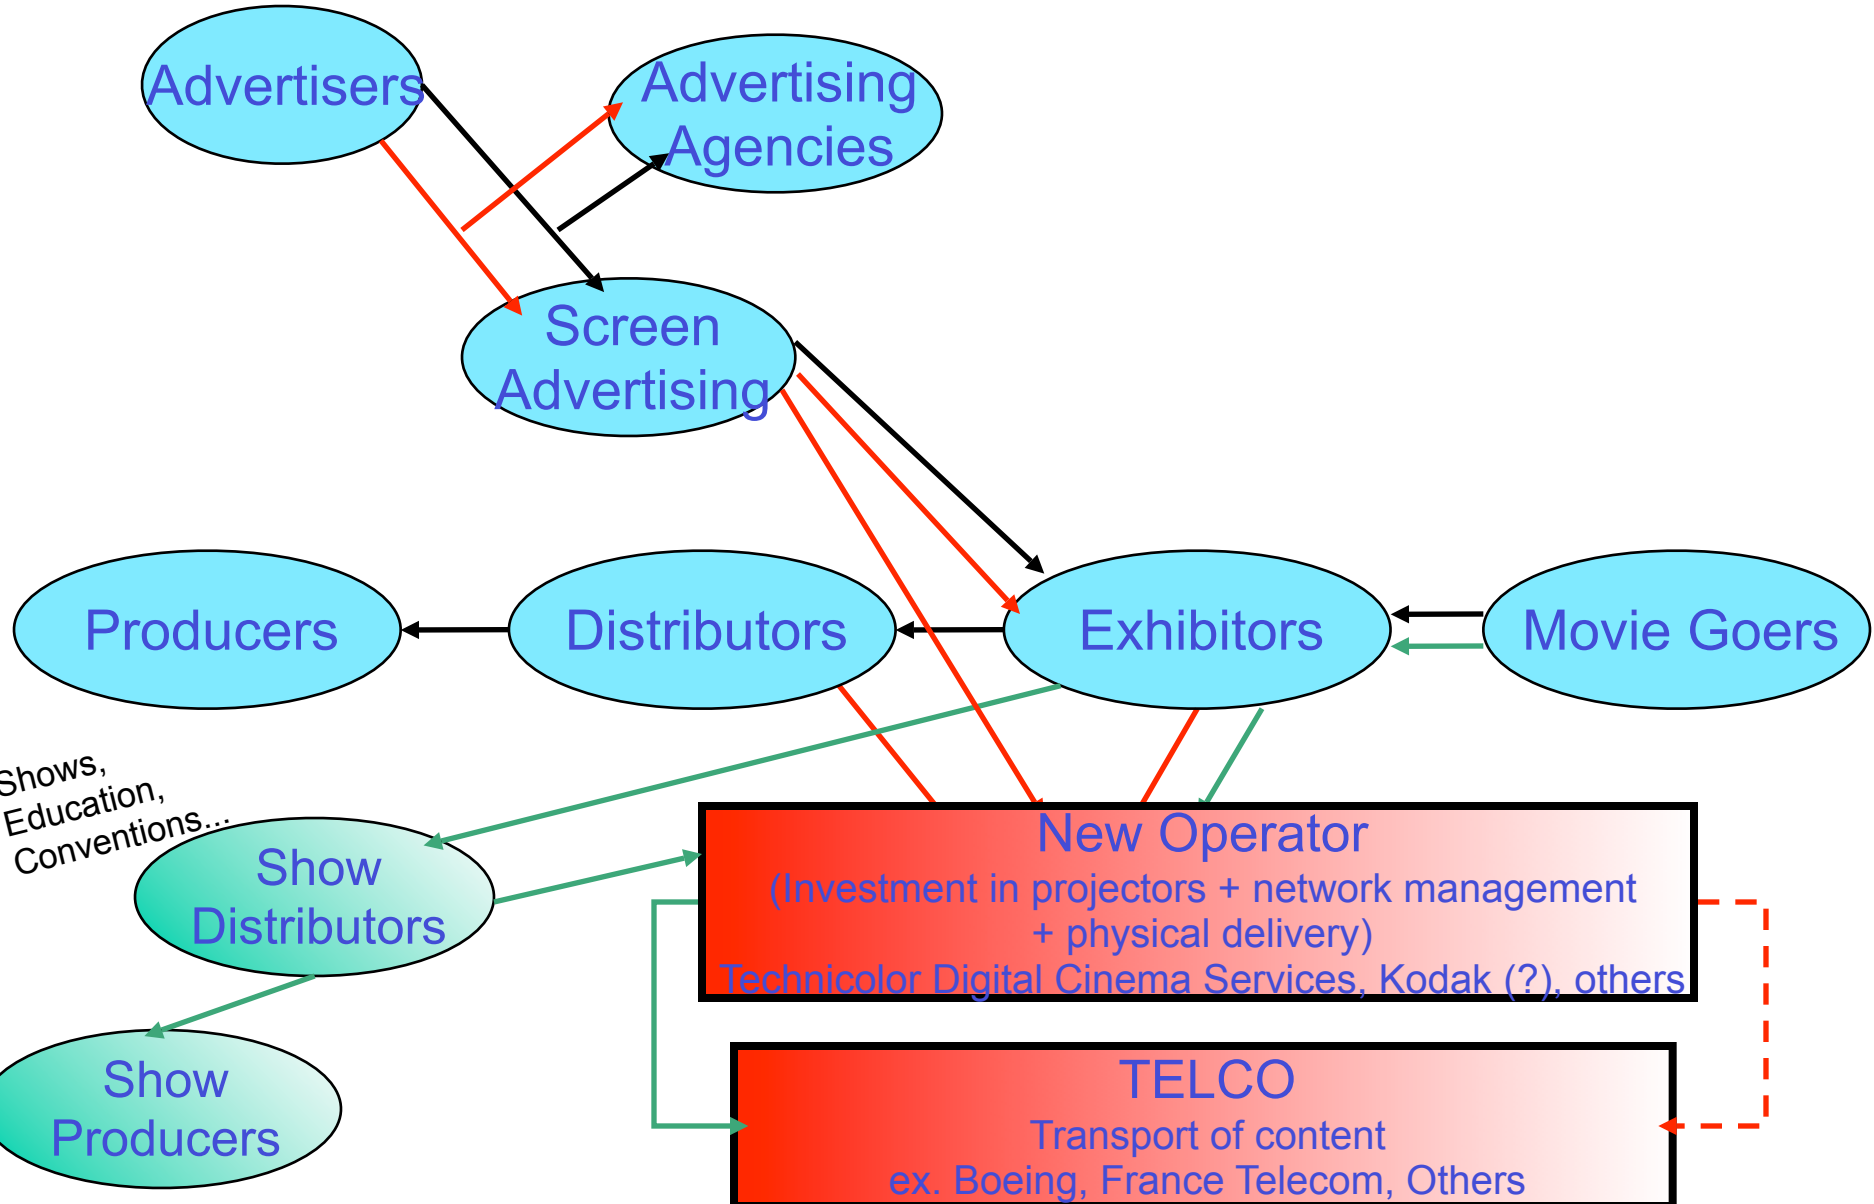 Advertisers
Advertising
Agencies
Screen
Advertising
Producers
Distributors
Exhibitors
Movie Goers
Shows,
Education,
Conventions...
Show
Distributors
New Operator
(Investment in projectors + network management
+ physical delivery)
Technicolor Digital Cinema Services, Kodak (?), others
Show
Producers
TELCO
Transport of content
ex. Boeing, France Telecom, Others